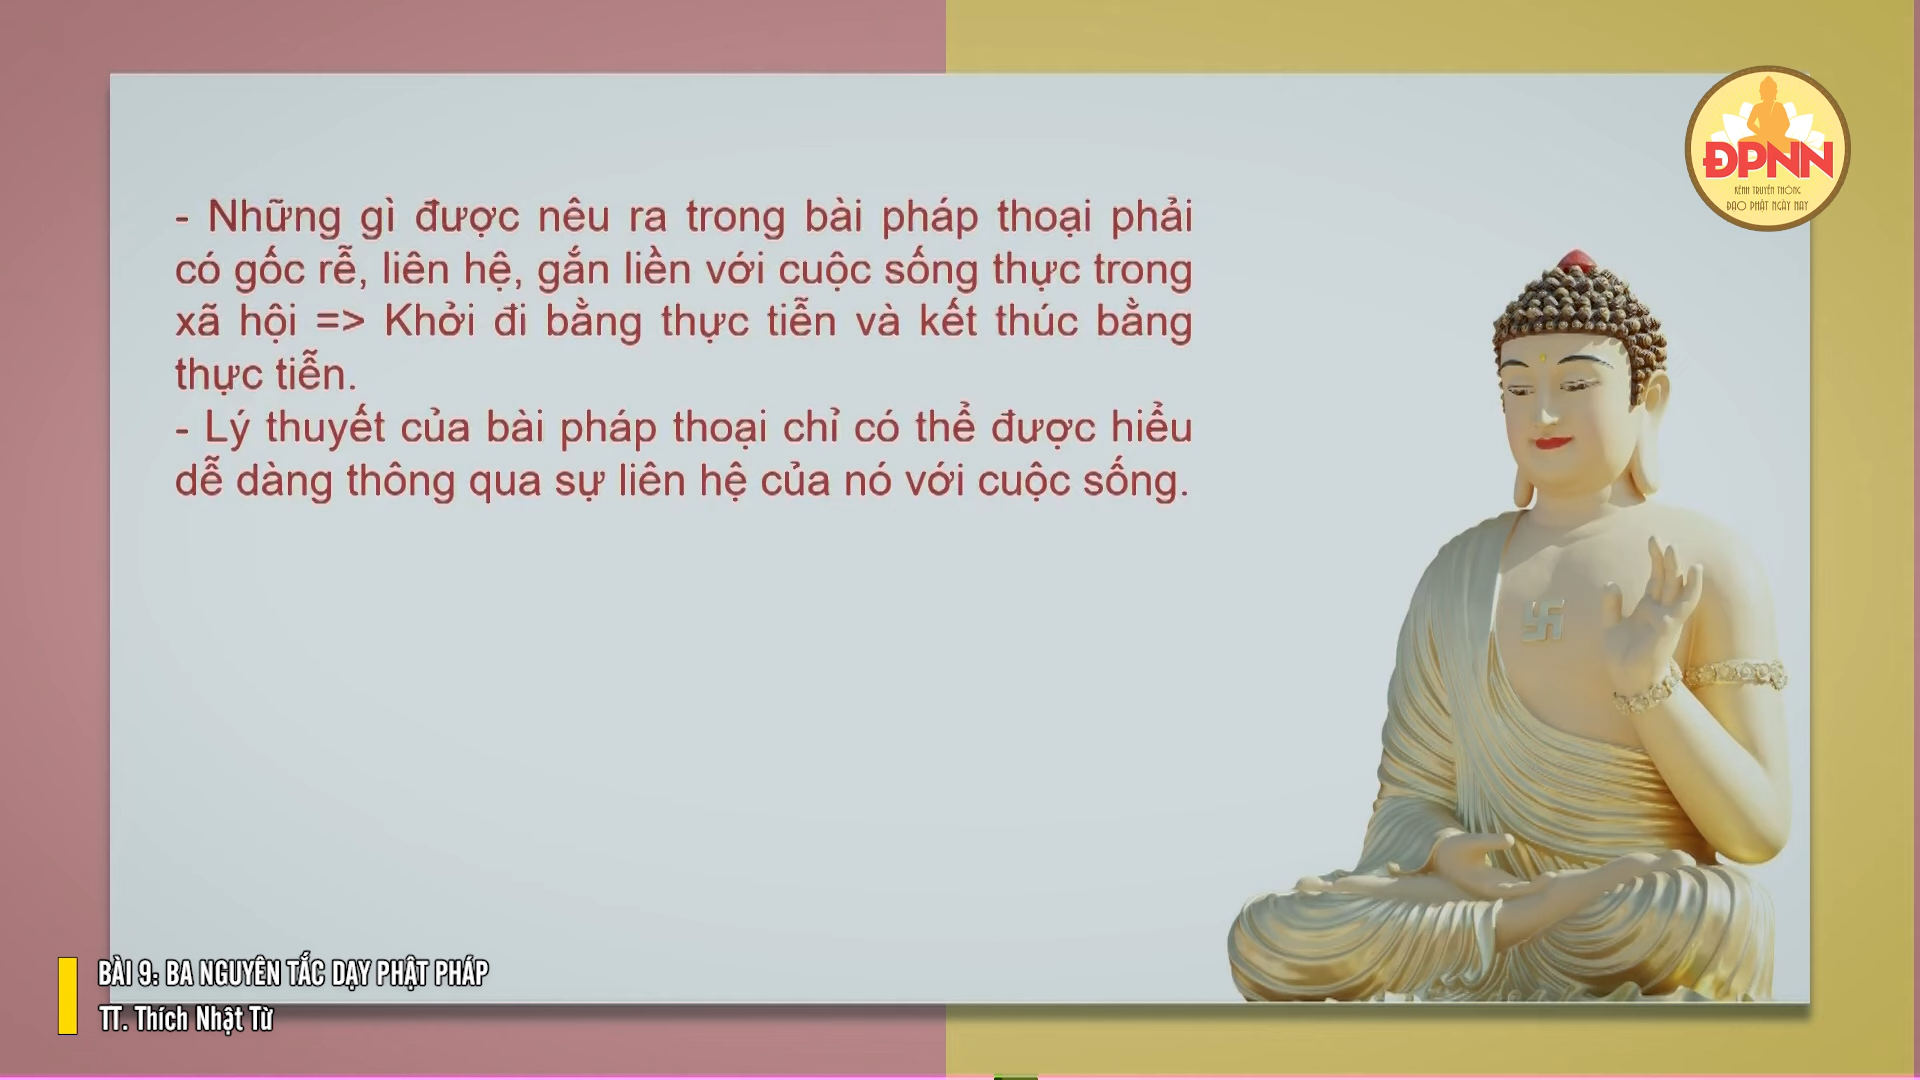 - Những gì được nêu ra trong bài pháp thoại phải
có gốc rễ, liên hệ, gắn liền với cuộc sống thực trong
xã hội => Khởi đi bằng thực tiễn và kết thúc bằng
thực tiễn.
- Lý thuyết của bài pháp thoại chỉ có thể được hiểu
dễ dàng thông qua sự liên hệ của nó với cuộc sống.
ĐPNN
KÊNH TRUYỀN THÔNG
ĐẠO PHẬT NGÀY NAY
BÀI 9: BA NGUYÊN TẮC DẠY PHẬT PHÁP
TT. Thích Nhật Từ